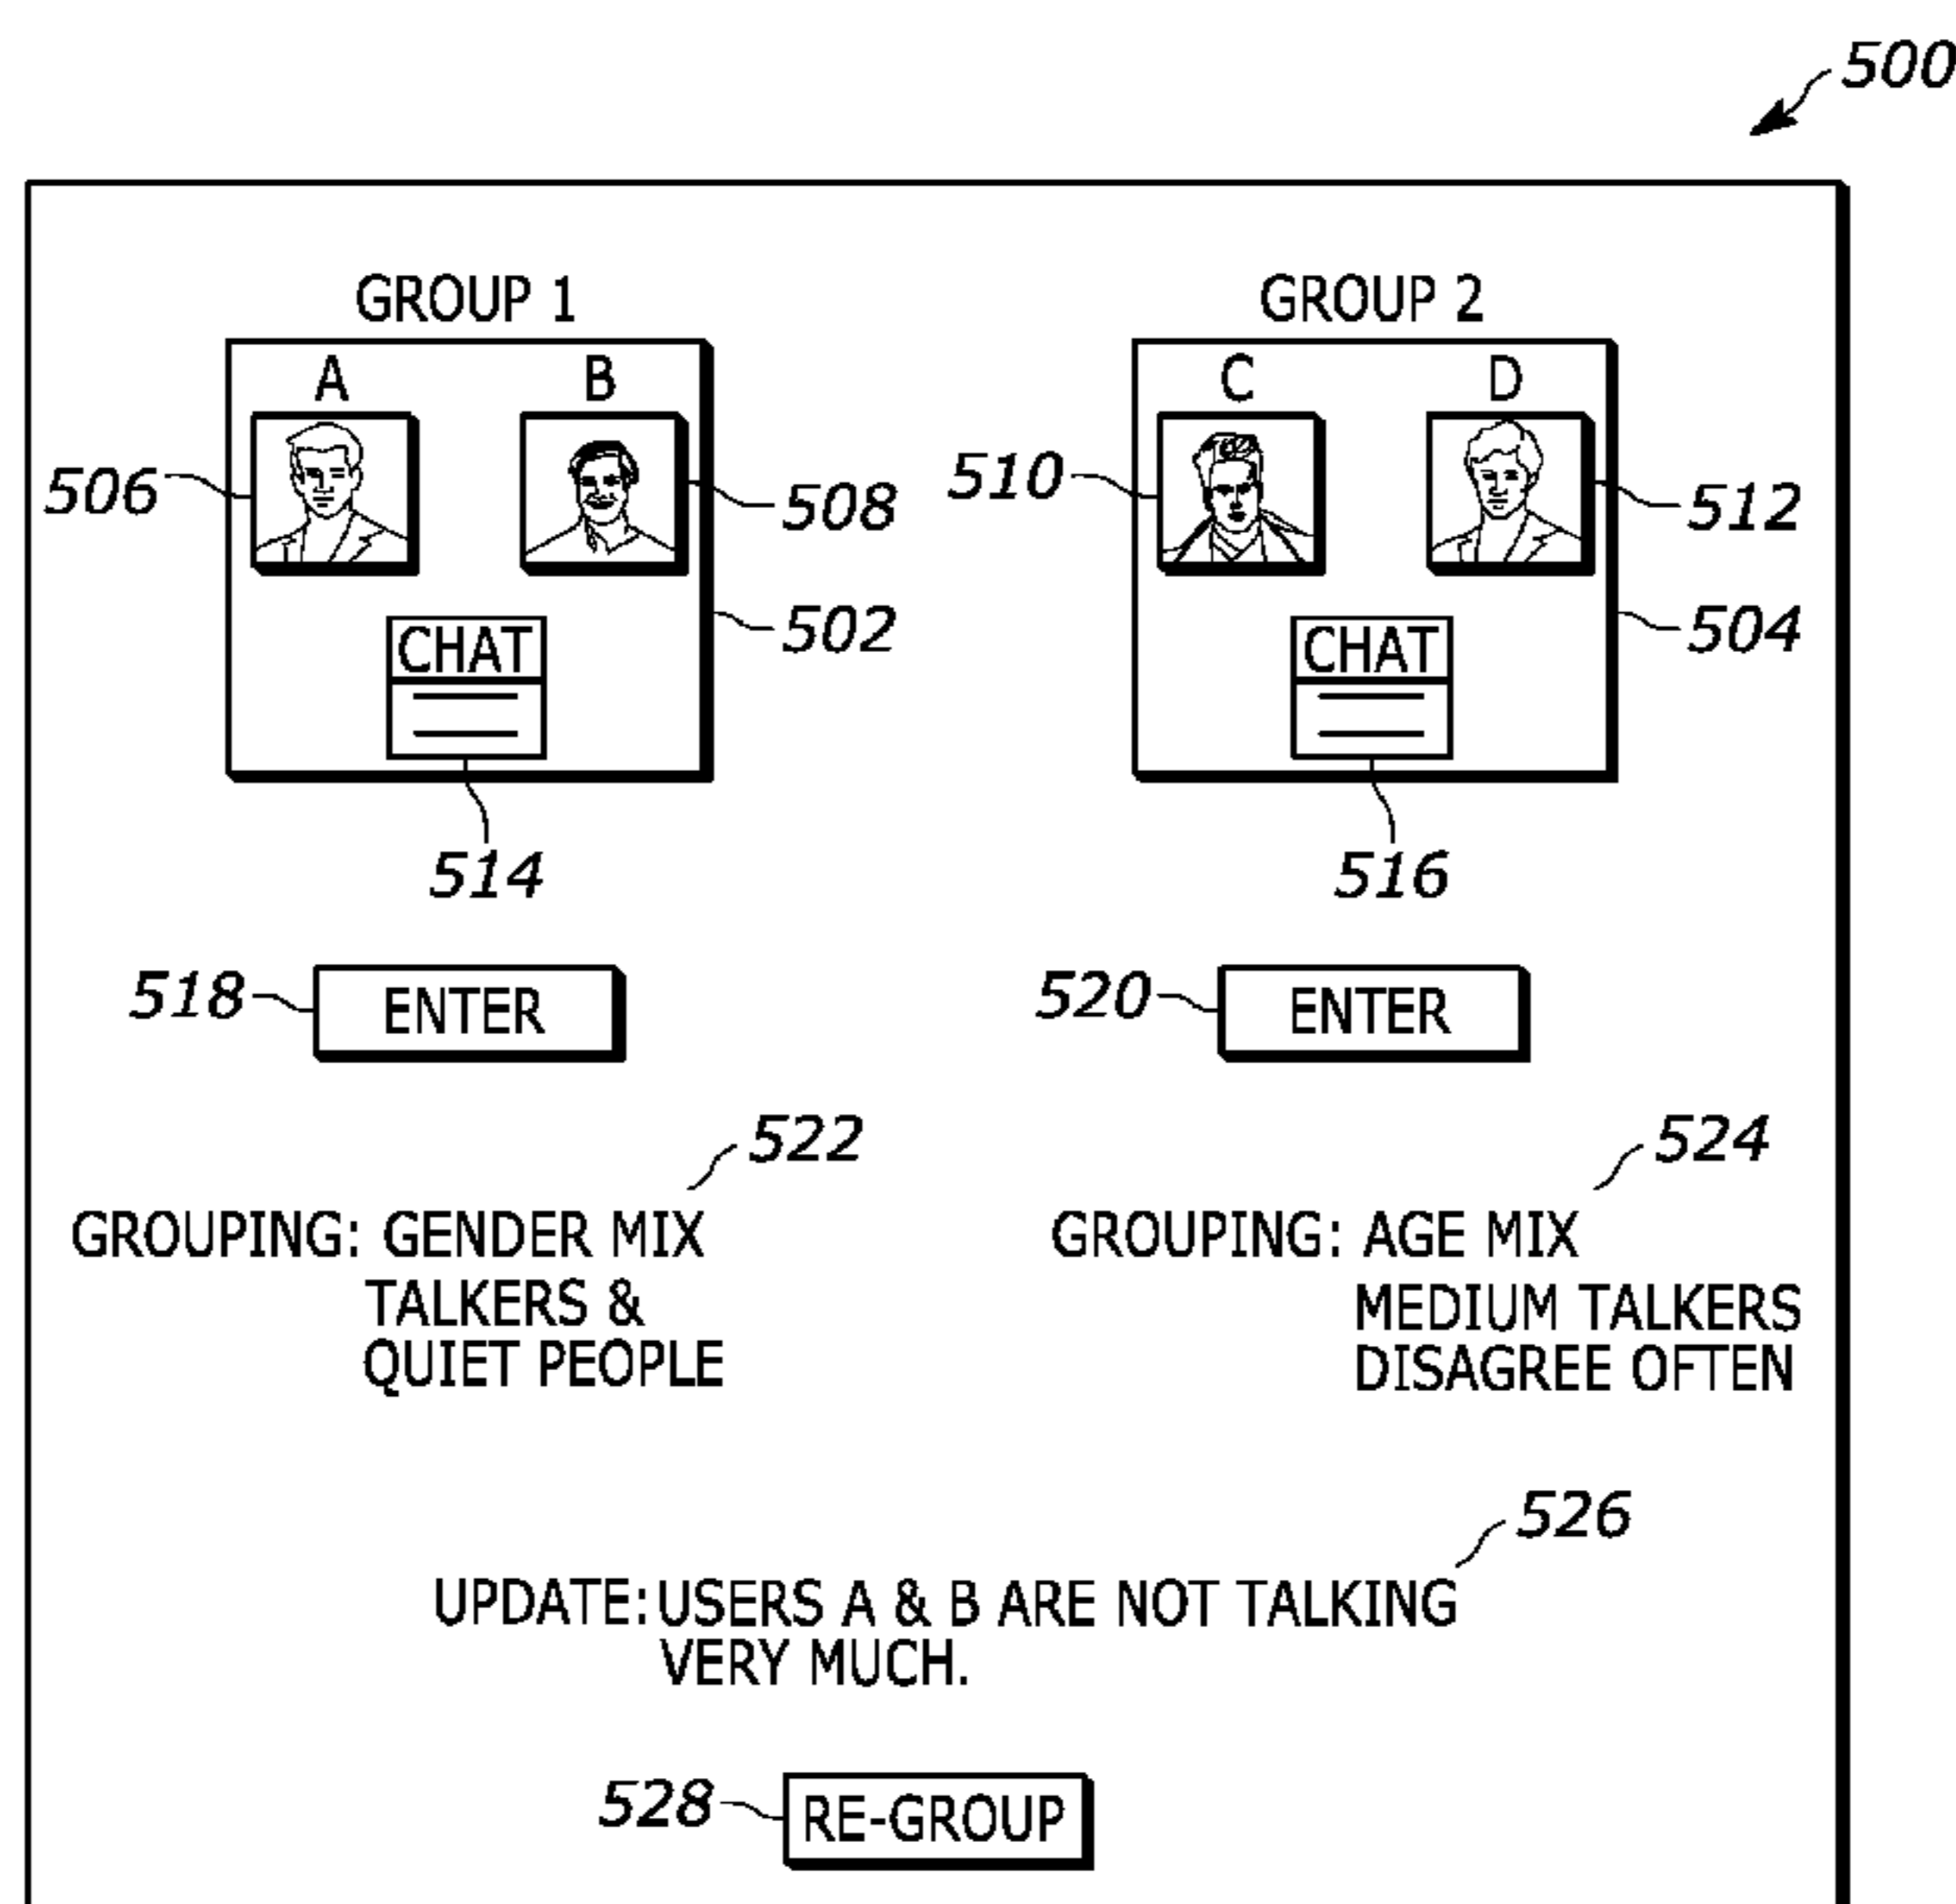 500
GROUP 1 GROUP 2
A B C D
506 508 510 512
502 504
CHAT CHAT
514 516
518 ENTER 520 ENTER
522 524
GROUPING: GENDER MIX GROUPING: AGE MIX
TALKERS & MEDIUM TALKERS
QUIET PEOPLE DISAGREE OFTEN
526
UPDATE: USERS A & B ARE NOT TALKING
VERY MUCH.
528 RE-GROUP